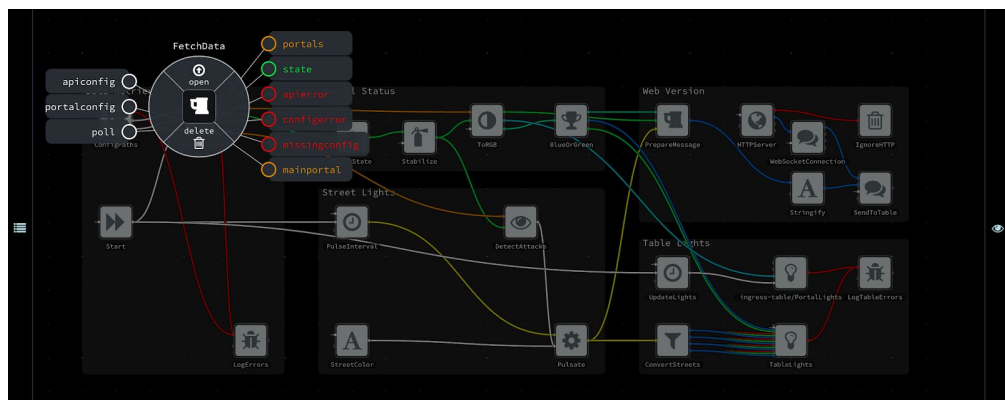 FetchData
portals
state
apierror
configerror
missingconfig
mainportal
apiconfig
portalconfig
poll
open
delete
Status
Web Version
ConfigPaths
State
Stabilize
ToRGB
BlueOrGreen
PrepareMessage
HTTPServer
WebSocketConnection
IgnoreHTTP
Stringify
SendToTable
Street Lights
Start
PulseInterval
DetectAttacks
Table Lights
UpdateLights
ingress-table/PortalLights
LogTableErrors
LogErrors
StreetColor
Pulsate
ConvertStreets
TableLights